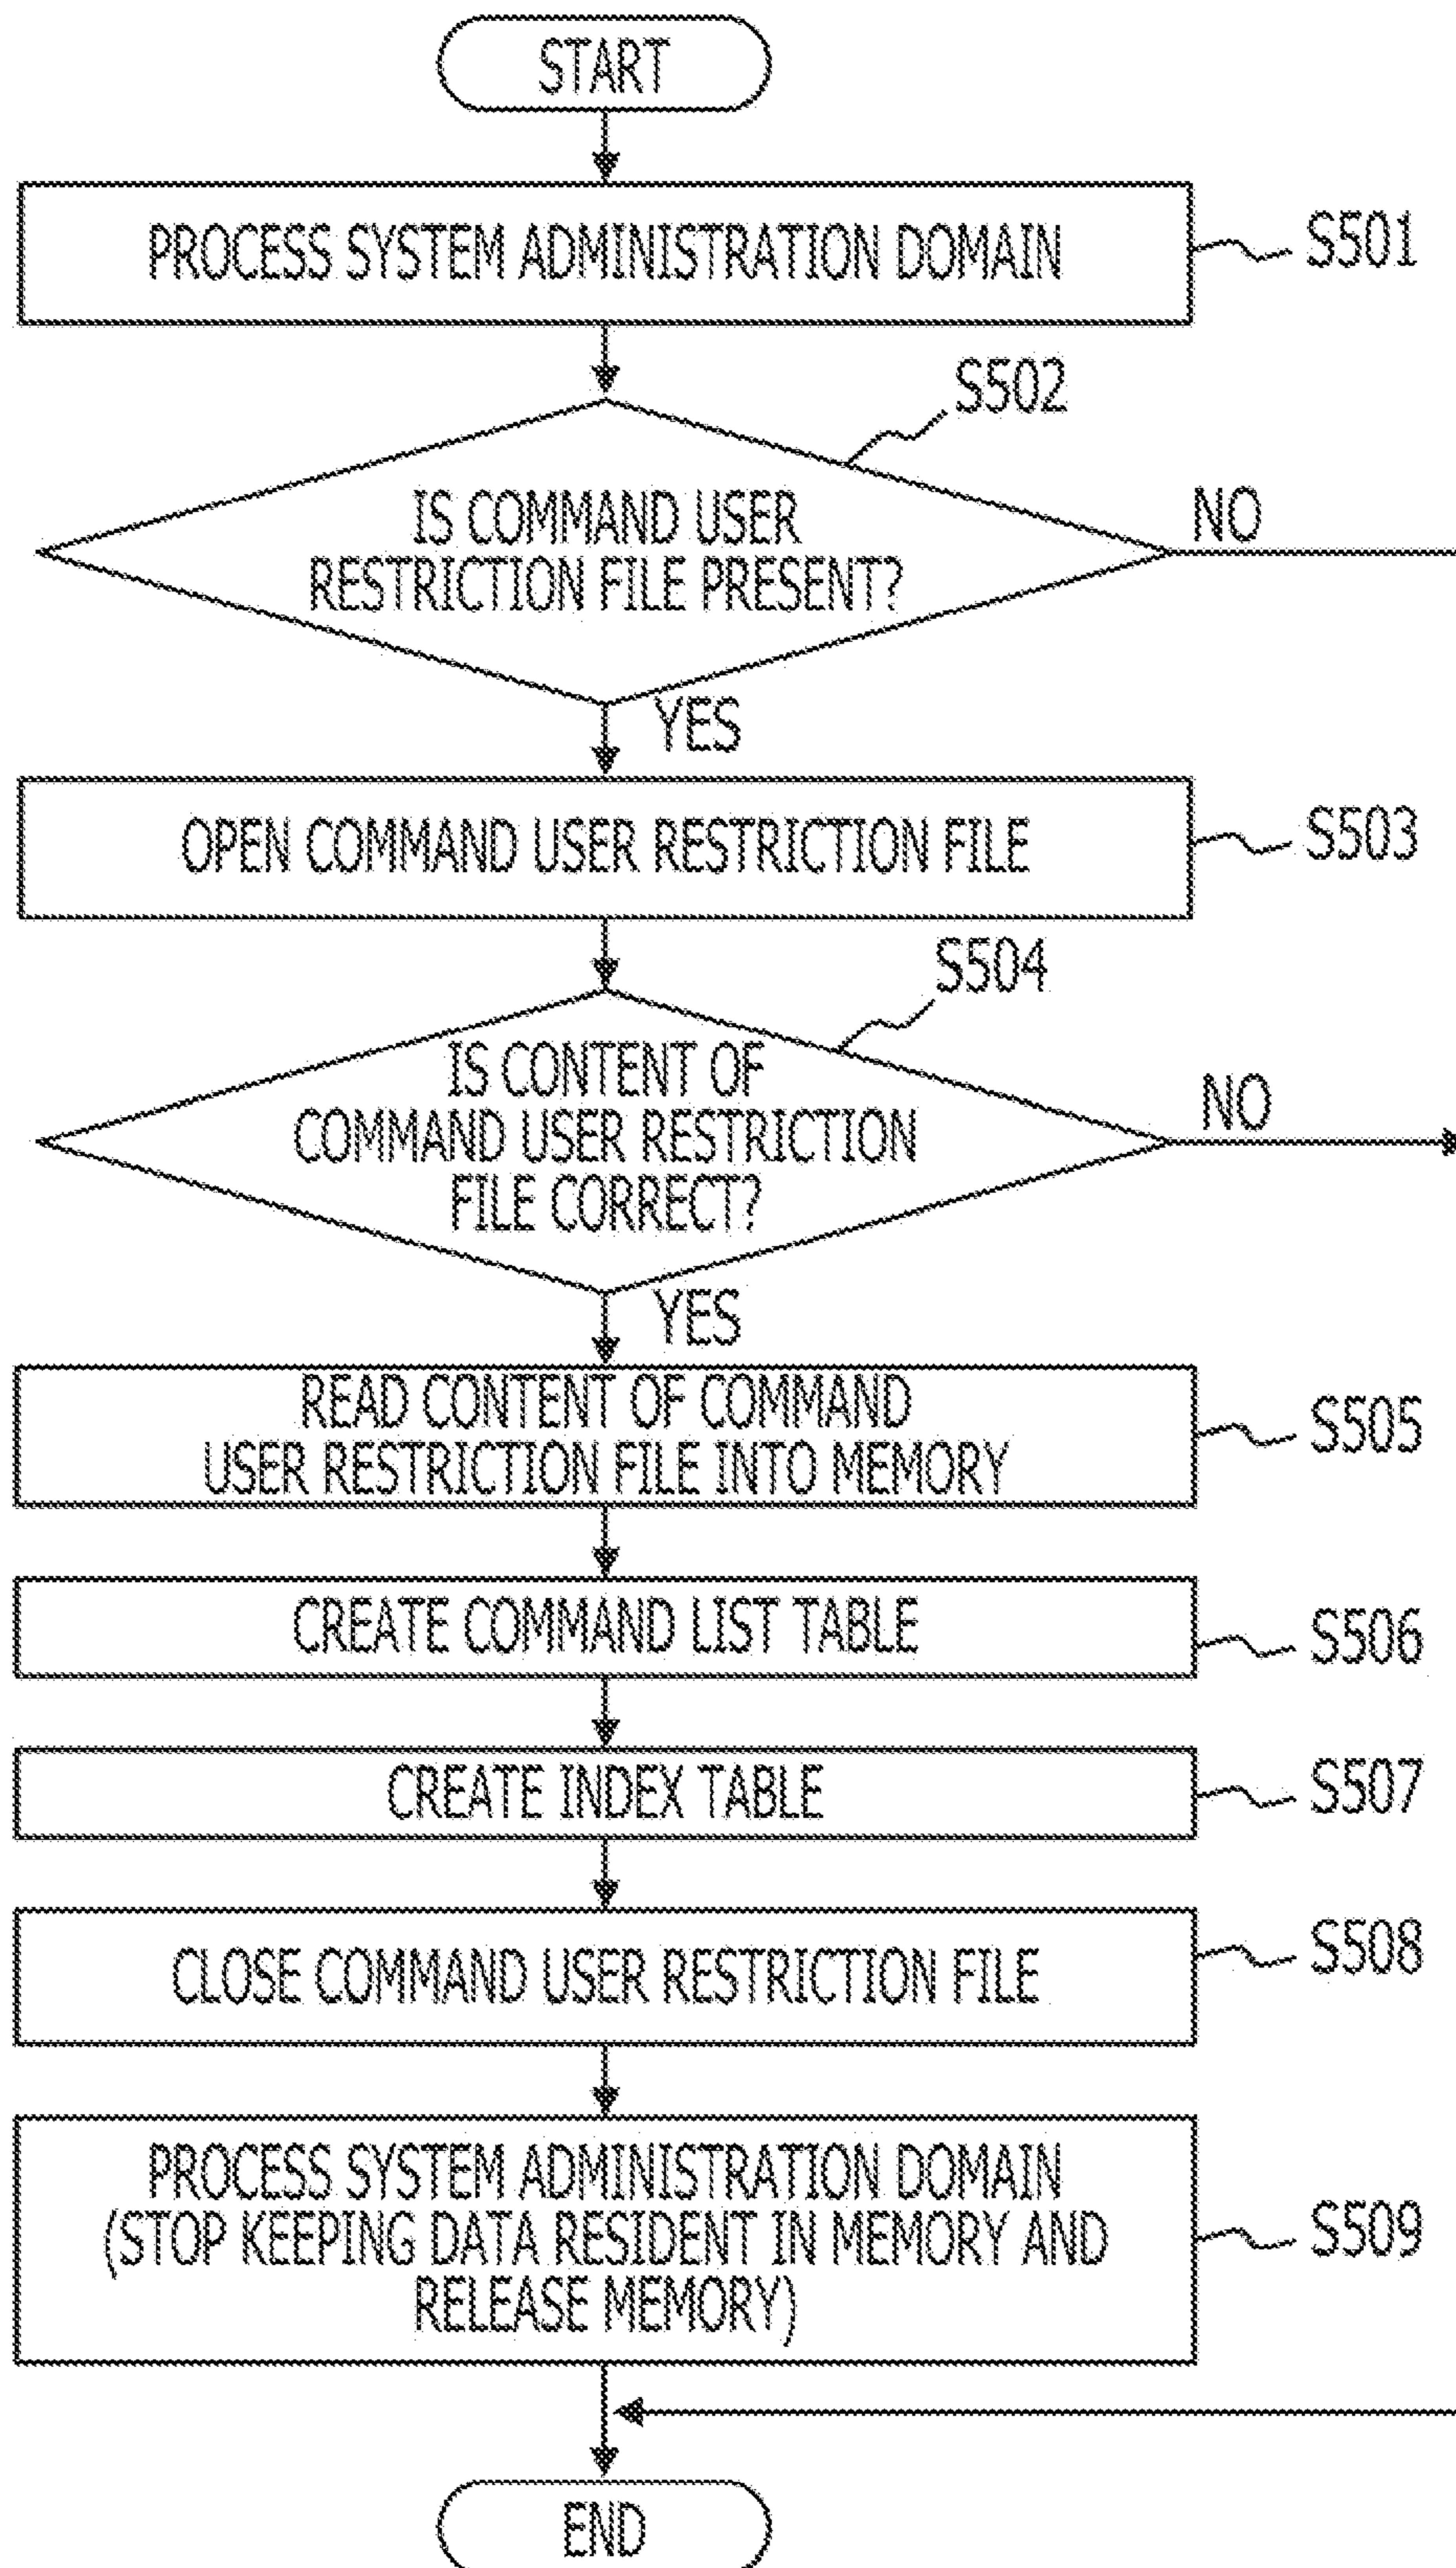 START
PROCESS SYSTEM ADMINISTRATION DOMAIN
S501
S502
IS COMMAND USER
RESTRICTION FILE PRESENT?
NO
YES
OPEN COMMAND USER RESTRICTION FILE
S503
S504
IS CONTENT OF
COMMAND USER RESTRICTION
FILE CORRECT?
NO
YES
READ CONTENT OF COMMAND
USER RESTRICTION FILE INTO MEMORY
S505
CREATE COMMAND LIST TABLE
S506
CREATE INDEX TABLE
S507
CLOSE COMMAND USER RESTRICTION FILE
S508
PROCESS SYSTEM ADMINISTRATION DOMAIN
(STOP KEEPING DATA RESIDENT IN MEMORY AND
RELEASE MEMORY)
S509
END